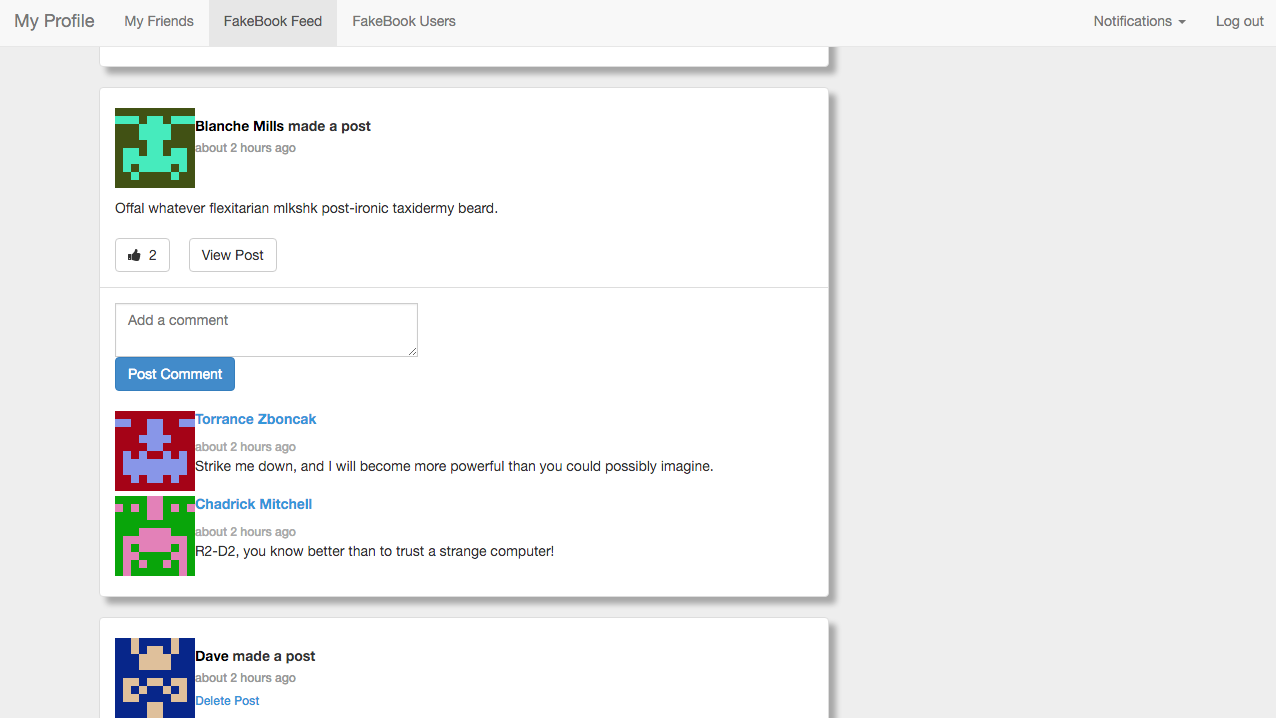 My Profile My Friends FakeBook Feed FakeBook Users Notifications Log out
Blanche Mills made a post
about 2 hours ago
Offal whatever flexitarian mlkshk post-ironic taxidermy beard.
2 View Post
Add a comment
Post Comment
Torrance Zboncak
about 2 hours ago
Strike me down, and I will become more powerful than you could possibly imagine.
Chadrick Mitchell
about 2 hours ago
R2-D2, you know better than to trust a strange computer!
Dave made a post
about 2 hours ago
Delete Post